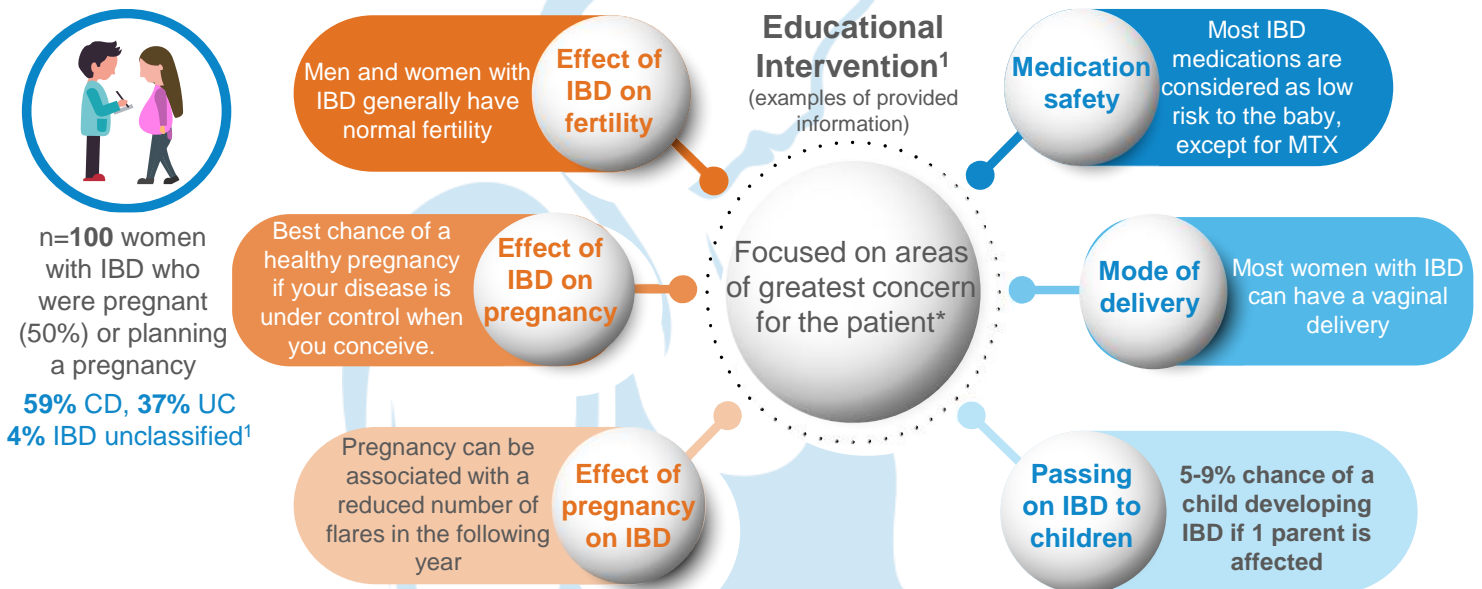 Educational
Intervention¹
(examples of provided
information)
Focused on areas
of greatest concern
for the patient*
n=100 women
with IBD who
were pregnant
(50%) or planning
a pregnancy
59% CD, 37% UC
4% IBD unclassified¹
Men and women with
IBD generally have
normal fertility
Effect of
IBD on
fertility
Best chance of a
healthy pregnancy
if your disease is
under control when
you conceive.
Effect of
IBD on
pregnancy
Pregnancy can be
associated with a
reduced number of
flares in the following
year
Effect of
pregnancy
on IBD
Medication
safety
Most IBD
medications are
considered as low
risk to the baby,
except for MTX
Mode of
delivery
Most women with IBD
can have a vaginal
delivery
Passing
on IBD to
children
5-9% chance of a
child developing
IBD if 1 parent is
affected